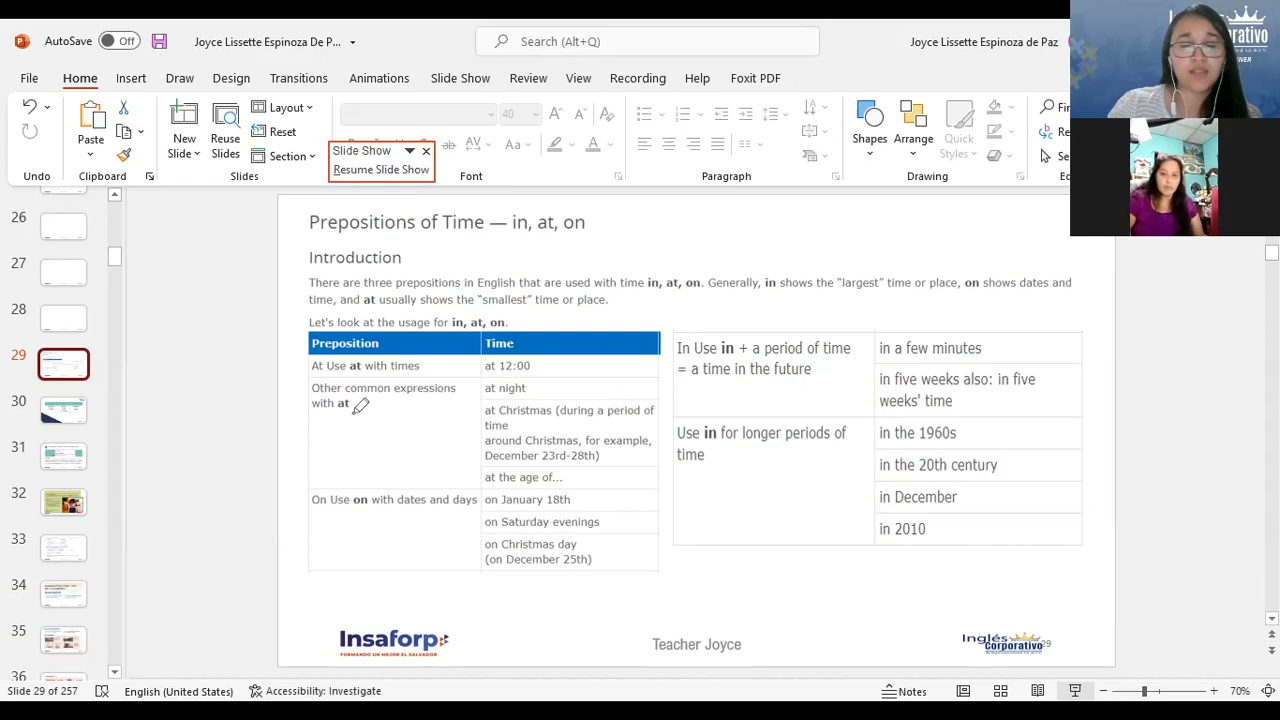 AutoSave Off
Joyce Lissette Espinoza De P...
Search (Alt+Q)
Joyce Lissette Espinoza de Paz
File Home Insert Draw Design Transitions Animations Slide Show Review View Recording Help Foxit PDF
Undo
Paste
Clipboard
New Slide
Reuse Slides
Layout
Reset
Section
Slides
40
Aa
Slide Show
Resume Slide Show
Font
Paragraph
Shapes
Arrange
Quick Styles
Drawing
26
27
28
29
30
31
32
33
34
35
36
Prepositions of Time — in, at, on
Introduction
There are three prepositions in English that are used with time in, at, on. Generally, in shows the “largest” time or place, on shows dates and
time, and at usually shows the “smallest” time or place.
Let's look at the usage for in, at, on.
Preposition Time
At Use at with times at 12:00
Other common expressions
with at
at night
at Christmas (during a period of
time
around Christmas, for example,
December 23rd-28th)
at the age of...
On Use on with dates and days on January 18th
on Saturday evenings
on Christmas day
(on December 25th)
In Use in + a period of time
= a time in the future
in a few minutes
in five weeks also: in five
weeks' time
Use in for longer periods of
time
in the 1960s
in the 20th century
in December
in 2010
Insaforp
FORMANDO UN MEJOR EL SALVADOR
Teacher Joyce
Inglés
Corporativo
29
Slide 29 of 257
English (United States)
Accessibility: Investigate
Notes
70%